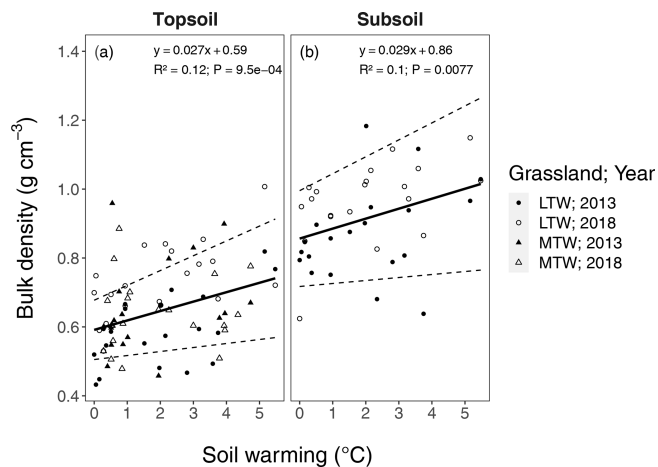 Topsoil
Subsoil
(a)
y = 0.027x + 0.59
R² = 0.12; P = 9.5e−04
(b)
y = 0.029x + 0.86
R² = 0.1; P = 0.0077
1.4
1.2
1.0
0.8
0.6
0.4
Bulk density (g cm⁻³)
0 1 2 3 4 5
0 1 2 3 4 5
Soil warming (°C)
Grassland; Year
LTW; 2013
LTW; 2018
MTW; 2013
MTW; 2018